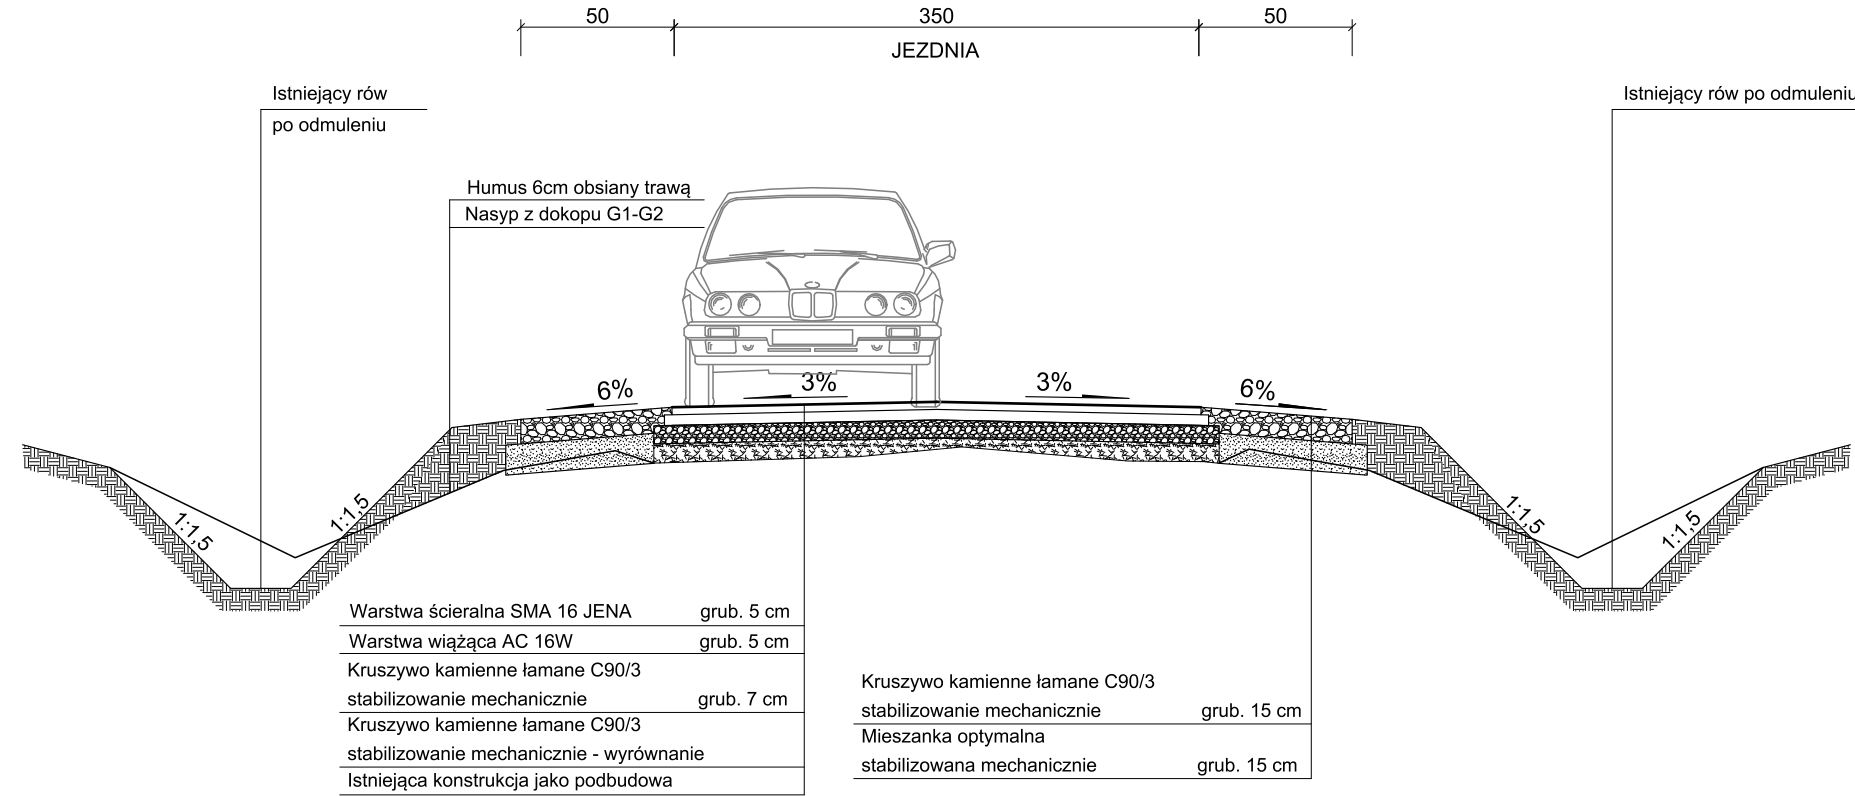 50
350
50
JEZDNIA
Istniejący rów
po odmuleniu
Istniejący rów po odmuleniu
Humus 6cm obsiany trawą
Nasyp z dokopu G1-G2
6%
3%
3%
6%
1:1,5
1:1,5
1:1,5
1:1,5
Warstwa ścieralna SMA 16 JENA grub. 5 cm
Warstwa wiążąca AC 16W grub. 5 cm
Kruszywo kamienne łamane C90/3
stabilizowanie mechanicznie grub. 7 cm
Kruszywo kamienne łamane C90/3
stabilizowanie mechanicznie - wyrównanie
Istniejąca konstrukcja jako podbudowa
Kruszywo kamienne łamane C90/3
stabilizowanie mechanicznie grub. 15 cm
Mieszanka optymalna
stabilizowana mechanicznie grub. 15 cm